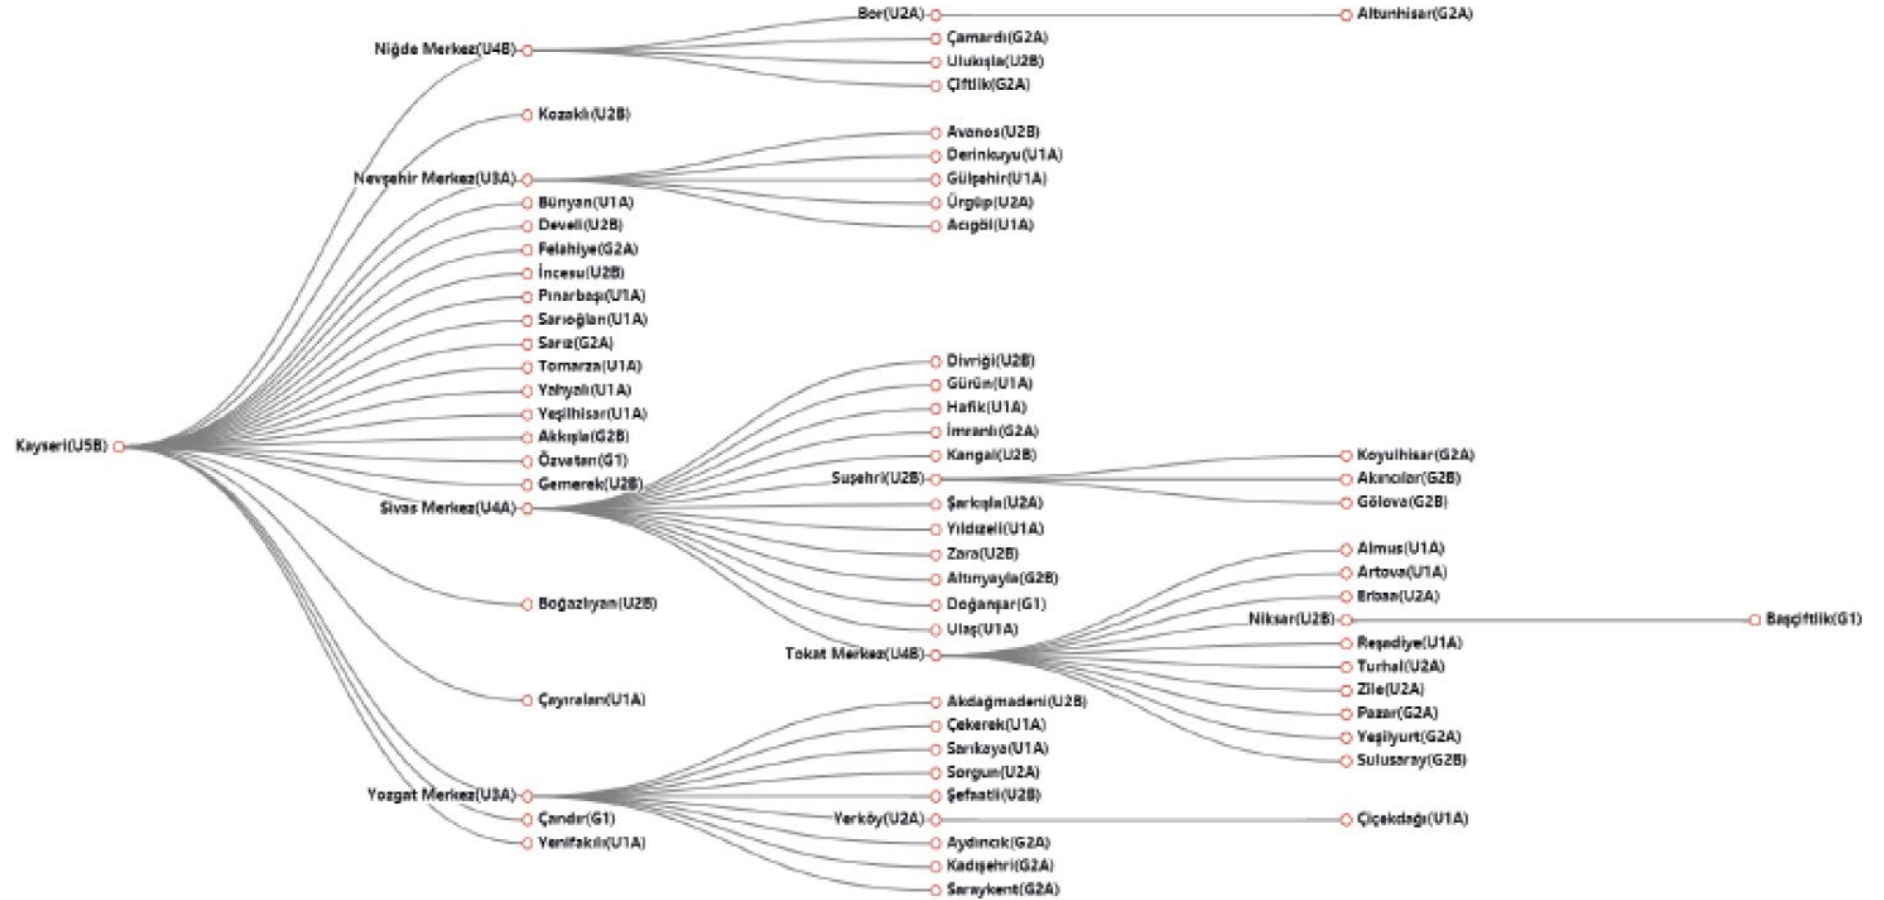 Bor(U2A)
Altunhisar(G2A)
Niğde Merkez(U4B)
Çamardı(G2A)
Ulukışla(U2B)
Çiftlik(G2A)
Kozaklı(U2B)
Avanos(U2B)
Derinkuyu(U1A)
Nevşehir Merkez(U3A)
Gülşehir(U1A)
Ürgüp(U2A)
Acıgöl(U1A)
Bünyan(U1A)
Develi(U2B)
Felahiye(G2A)
İncesu(U2B)
Pınarbaşı(U1A)
Sarıoğlan(U1A)
Sarız(G2A)
Tomarza(U1A)
Yahyalı(U1A)
Yeşilhisar(U1A)
Akkışla(G2B)
Özvatan(G1)
Gemerek(U2B)
Kayseri(U5B)
Sivas Merkez(U4A)
Divriği(U2B)
Gürün(U1A)
Hafik(U1A)
İmranlı(G2A)
Kangal(U2B)
Suşehri(U2B)
Koyulhisar(G2A)
Akıncılar(G2B)
Gölova(G2B)
Şarkışla(U2A)
Yıldızeli(U1A)
Zara(U2B)
Altınyayla(G2B)
Doğanşar(G1)
Ulaş(U1A)
Tokat Merkez(U4B)
Almus(U1A)
Artova(U1A)
Erbaa(U2A)
Niksar(U2B)
Başçiftlik(G1)
Reşadiye(U1A)
Turhal(U2A)
Zile(U2A)
Pazar(G2A)
Yeşilyurt(G2A)
Sulusaray(G2B)
Boğazlıyan(U2B)
Çayıralan(U1A)
Yozgat Merkez(U3A)
Akdağmadeni(U2B)
Çekerek(U1A)
Sarıkaya(U1A)
Sorgun(U2A)
Şefaatli(U2B)
Yerköy(U2A)
Çiçekdağı(U1A)
Aydıncık(G2A)
Kadışehri(G2A)
Saraykent(G2A)
Çandır(G1)
Yenifakılı(U1A)